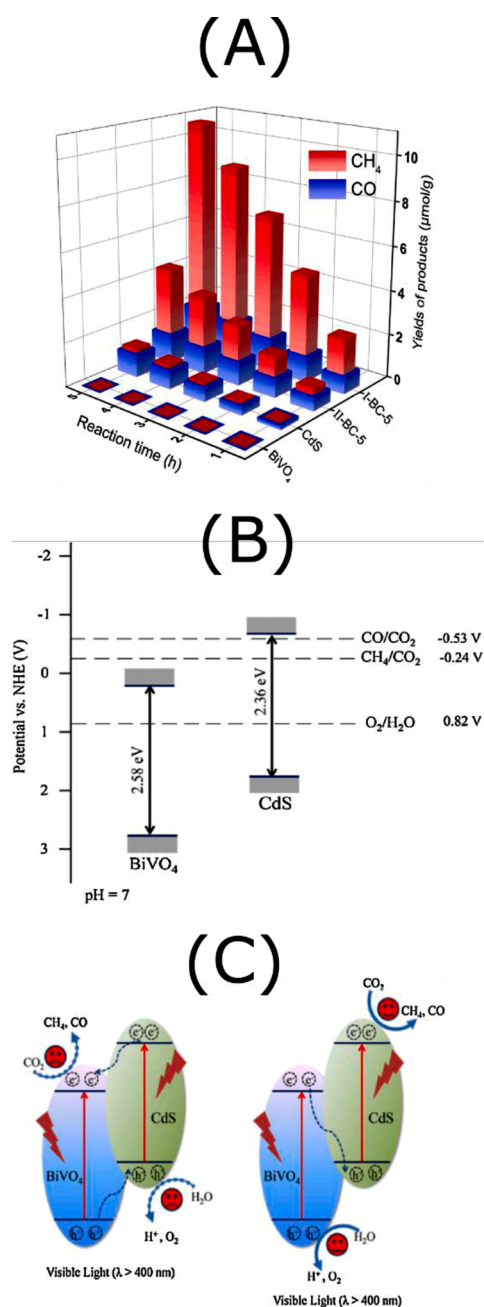 (A)
CH4
CO
10
8
6
4
2
0
Yields of products (μmol/g)
5
4
3
2
1
Reaction time (h)
I-BC-5
II-BC-5
CdS
BiVO4
(B)
-2
-1
0
1
2
3
Potential vs. NHE (V)
CO/CO2 -0.53 V
CH4/CO2 -0.24 V
O2/H2O 0.82 V
2.58 eV
2.36 eV
BiVO4
CdS
pH = 7
(C)
CH4, CO
CO2
e- e-
e- e-
CdS
BiVO4
h+ h+
h+ h+
H2O
H+, O2
Visible Light (λ > 400 nm)
CO2
CH4, CO
e- e-
e- e-
CdS
BiVO4
h+ h+
h+ h+
H2O
H+, O2
Visible Light (λ > 400 nm)